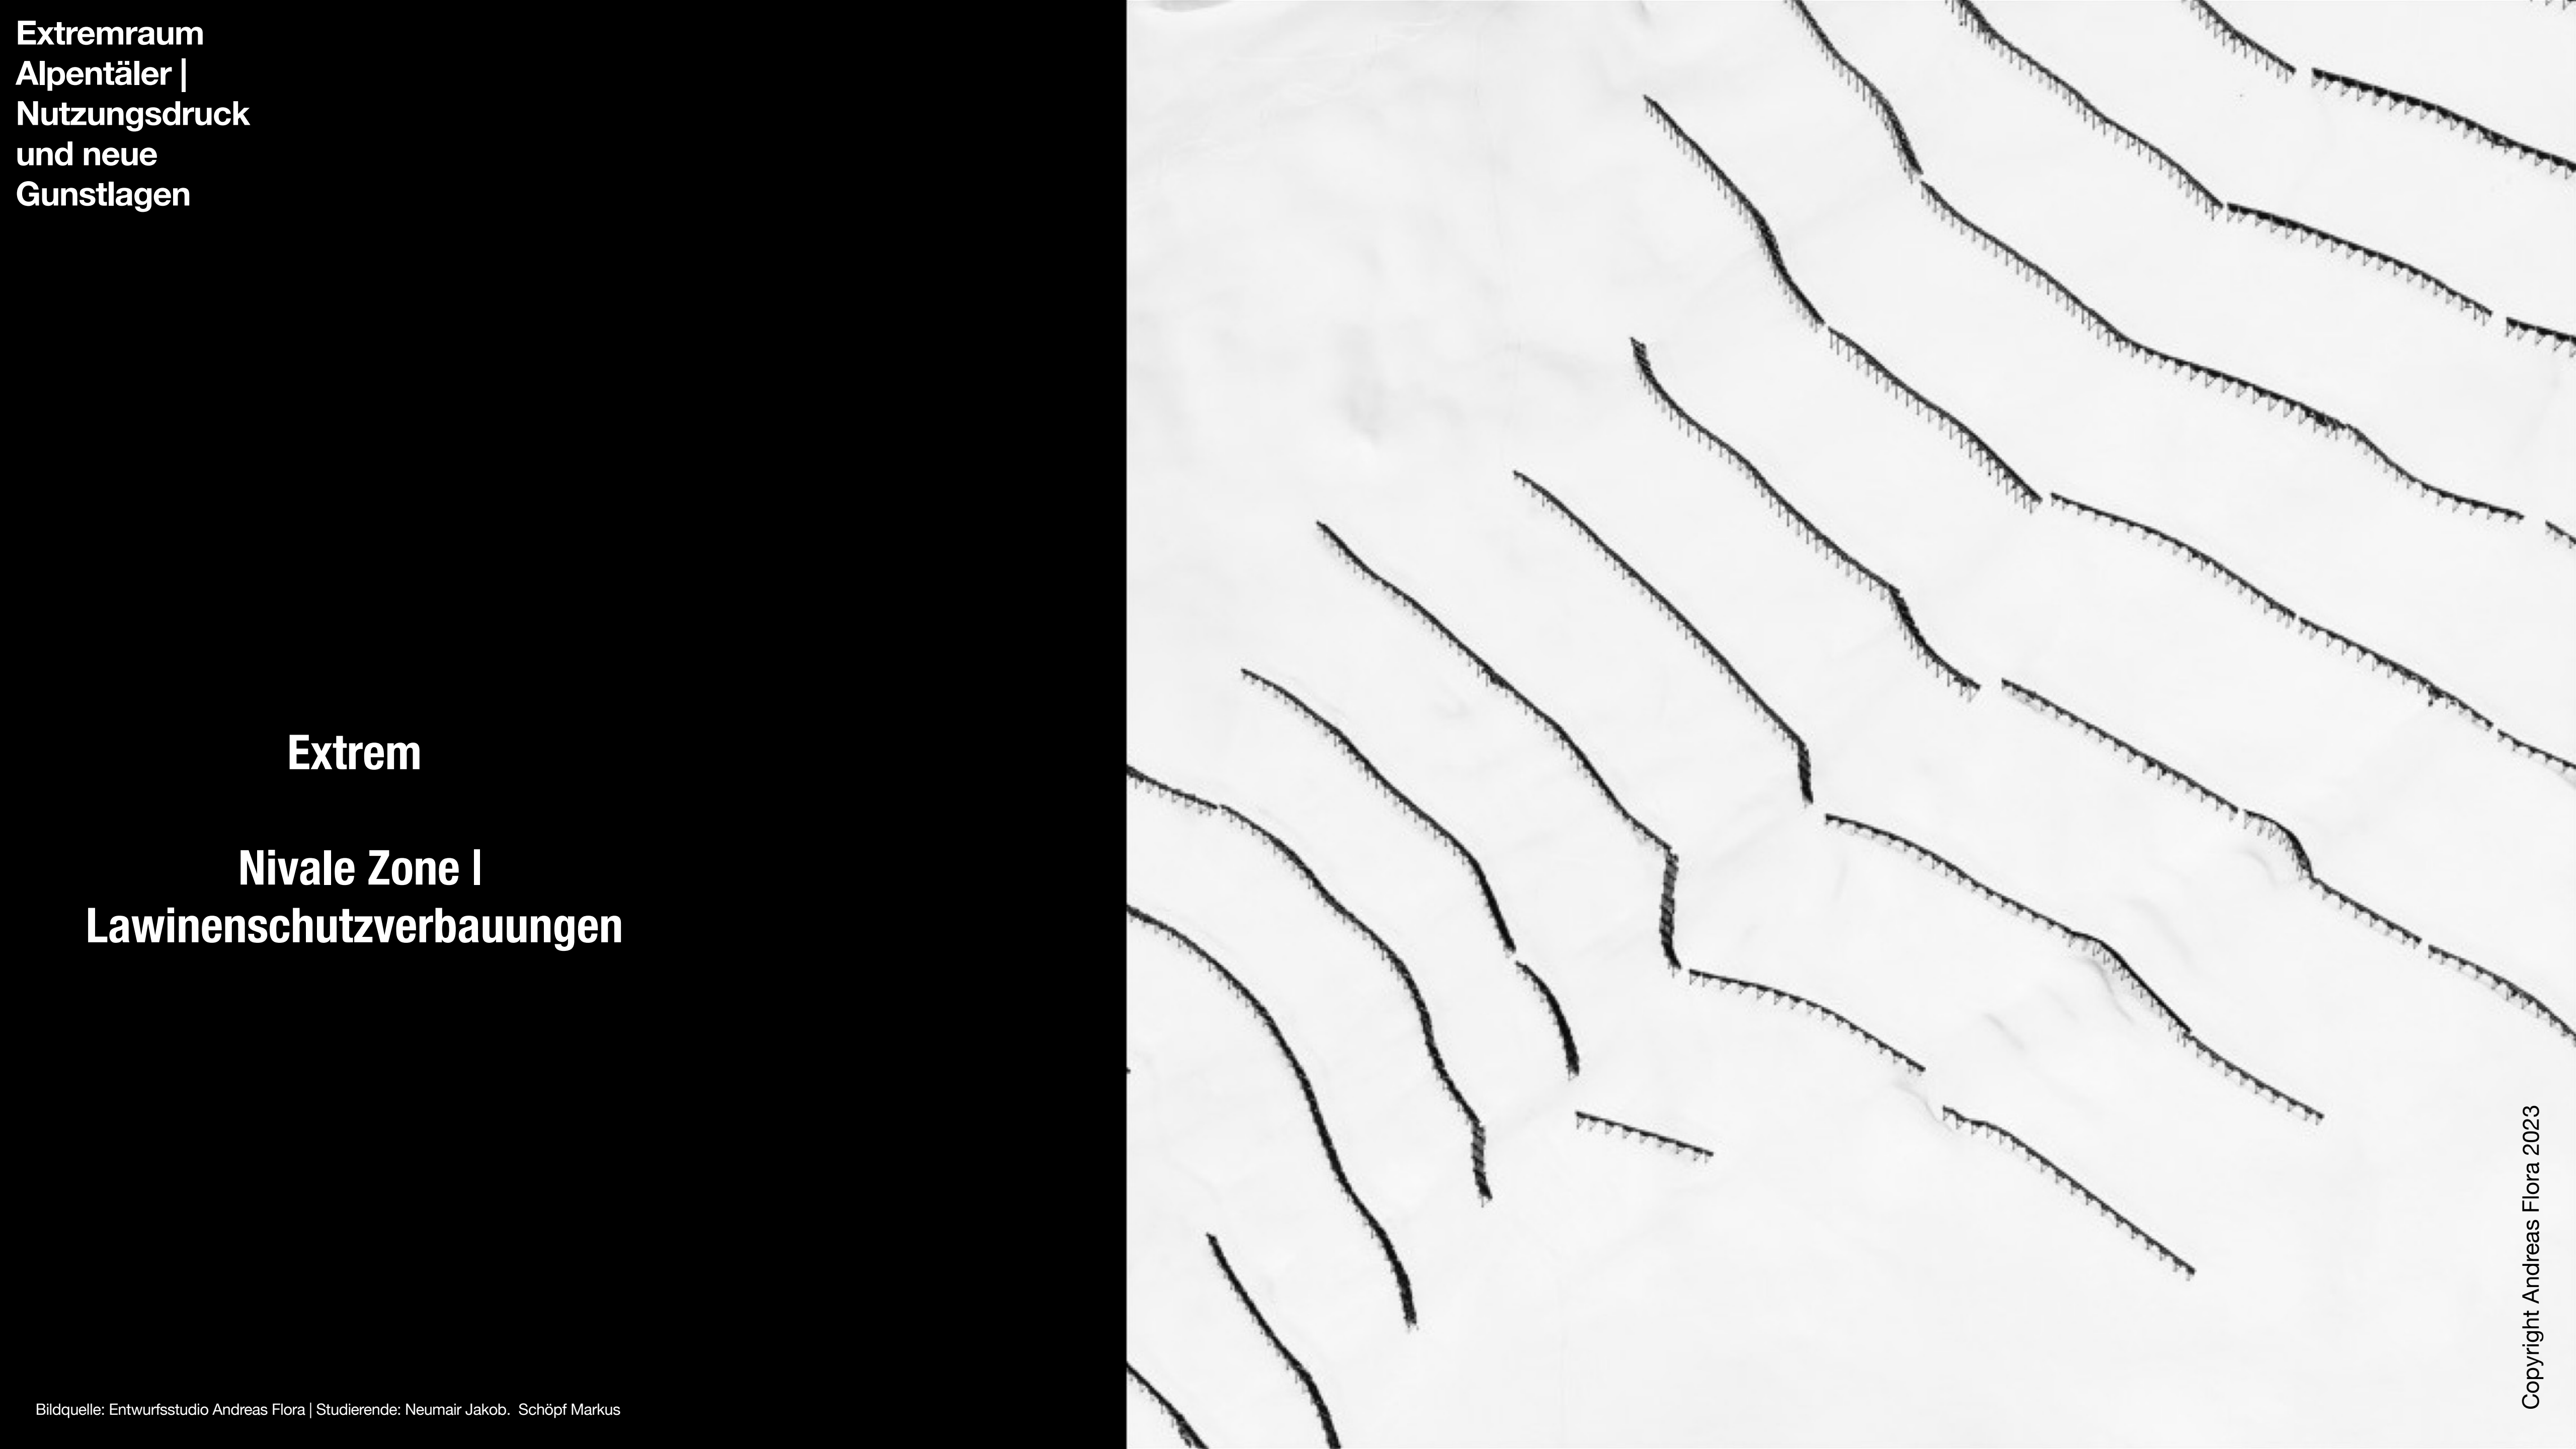 Extremraum
Alpentäler |
Nutzungsdruck
und neue
Gunstlagen
Extrem
Nivale Zone |
Lawinenschutzverbauungen
Bildquelle: Entwurfsstudio Andreas Flora | Studierende: Neumair Jakob.  Schöpf Markus
Copyright Andreas Flora 2023